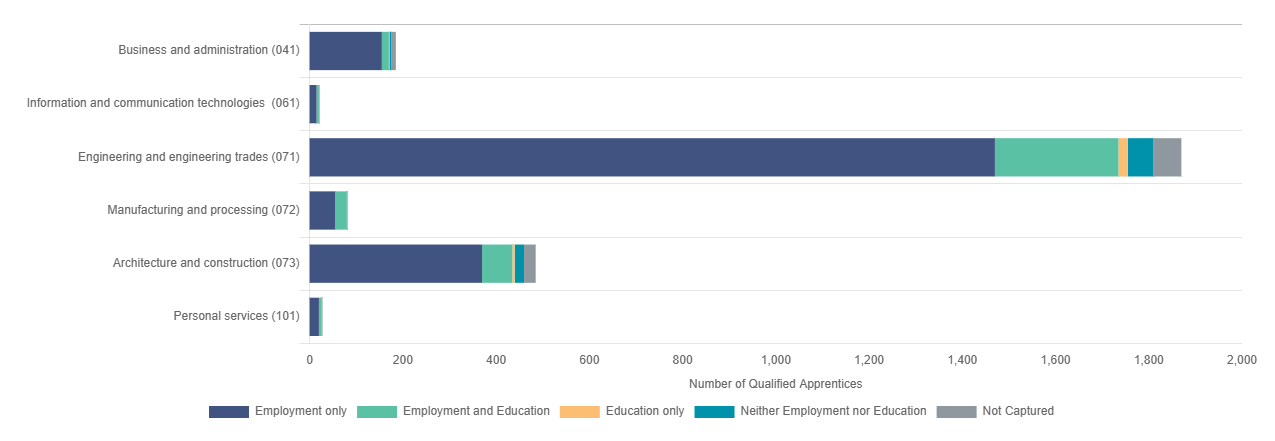 Business and administration (041)
Information and communication technologies  (061)
Engineering and engineering trades (071)
Manufacturing and processing (072)
Architecture and construction (073)
Personal services (101)
0 200 400 600 800 1,000 1,200 1,400 1,600 1,800 2,000
Number of Qualified Apprentices
Employment only Employment and Education Education only Neither Employment nor Education Not Captured